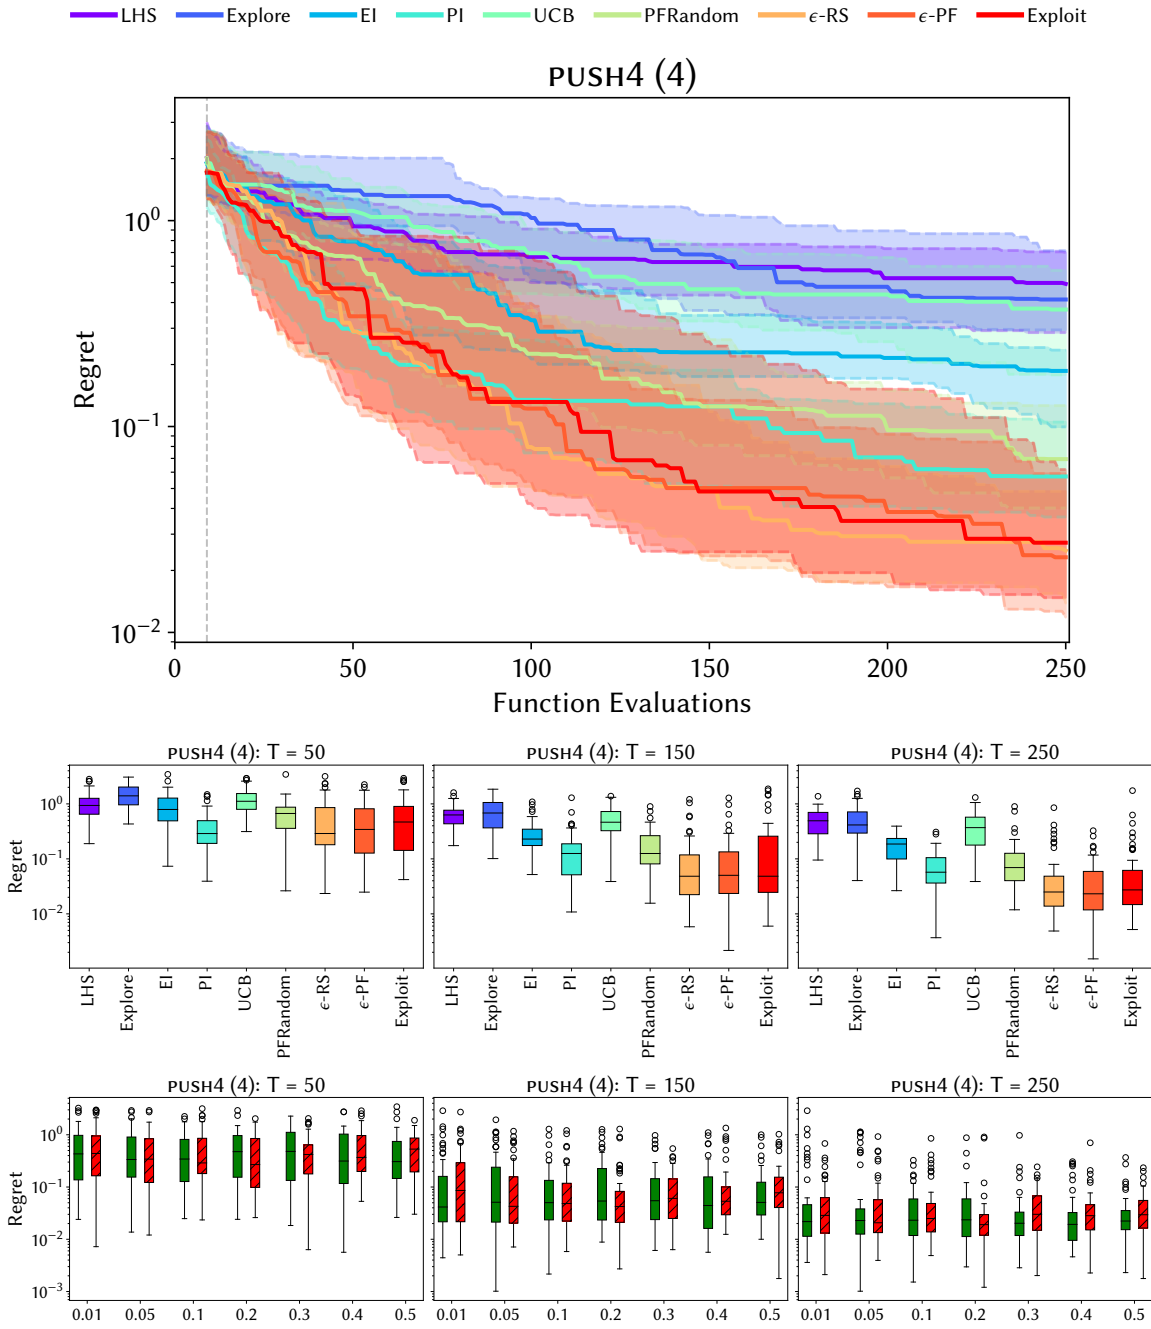 LHS Explore EI PI UCB PFRandom ϵ-RS ϵ-PF Exploit
PUSH4 (4)
10⁰
10⁻¹
10⁻²
Regret
0 50 100 150 200 250
Function Evaluations
PUSH4 (4): T = 50 PUSH4 (4): T = 150 PUSH4 (4): T = 250
10⁰
10⁻¹
10⁻²
Regret
LHS Explore EI PI UCB PFRandom ϵ-RS ϵ-PF Exploit LHS Explore EI PI UCB PFRandom ϵ-RS ϵ-PF Exploit LHS Explore EI PI UCB PFRandom ϵ-RS ϵ-PF Exploit
PUSH4 (4): T = 50 PUSH4 (4): T = 150 PUSH4 (4): T = 250
10⁰
10⁻¹
10⁻²
10⁻³
Regret
0.01 0.05 0.1 0.2 0.3 0.4 0.5 0.01 0.05 0.1 0.2 0.3 0.4 0.5 0.01 0.05 0.1 0.2 0.3 0.4 0.5